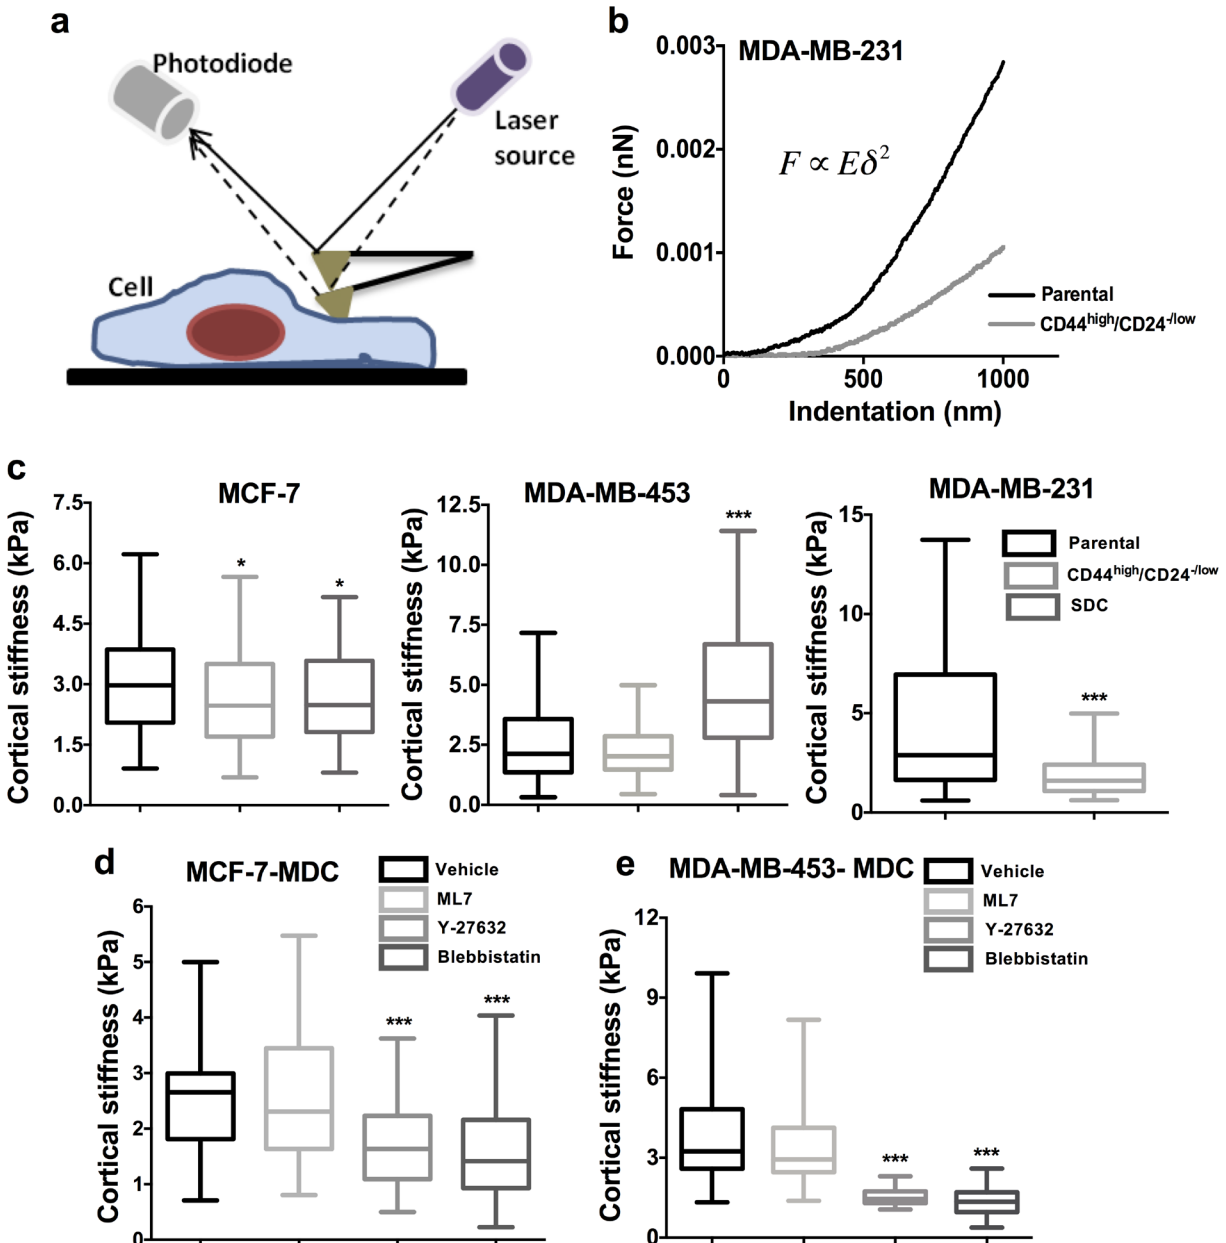 a
Photodiode
Laser
source
Cell
b
MDA-MB-231
0.003
0.002
0.001
0.000
Force (nN)
F ∝ Eδ²
Parental
CD44^high/CD24^-/low
0
500
1000
Indentation (nm)
c
MCF-7
Cortical stiffness (kPa)
7.5
6.0
4.5
3.0
1.5
0.0
*
*
MDA-MB-453
Cortical stiffness (kPa)
12.5
10.0
7.5
5.0
2.5
0.0
***
MDA-MB-231
Cortical stiffness (kPa)
15
10
5
0
***
Parental
CD44^high/CD24^-/low
SDC
d
MCF-7-MDC
Vehicle
ML7
Y-27632
Blebbistatin
Cortical stiffness (kPa)
6
5
4
3
2
1
0
***
***
e
MDA-MB-453- MDC
Vehicle
ML7
Y-27632
Blebbistatin
Cortical stiffness (kPa)
12
9
6
3
0
***
***